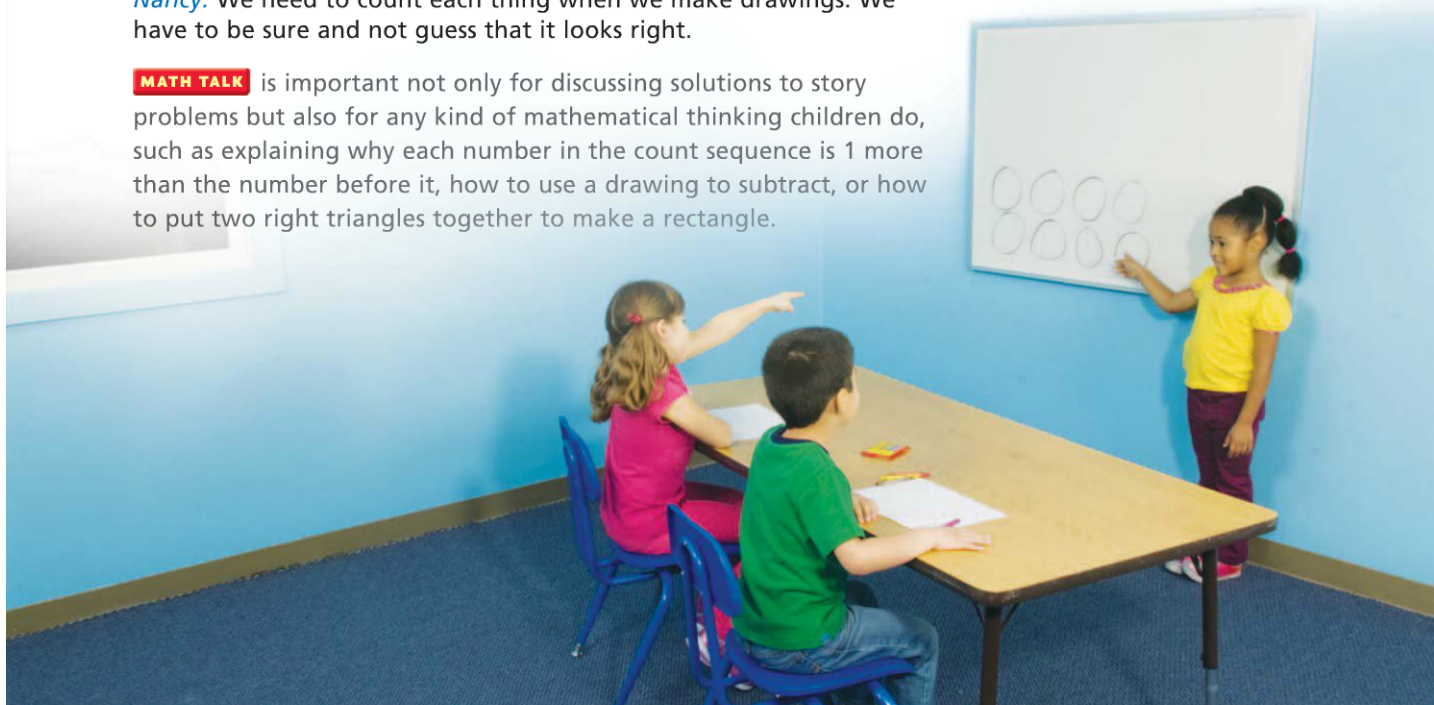 Nancy: We need to count each thing when we make drawings. We
have to be sure and not guess that it looks right.
MATH TALK is important not only for discussing solutions to story
problems but also for any kind of mathematical thinking children do,
such as explaining why each number in the count sequence is 1 more
than the number before it, how to use a drawing to subtract, or how
to put two right triangles together to make a rectangle.